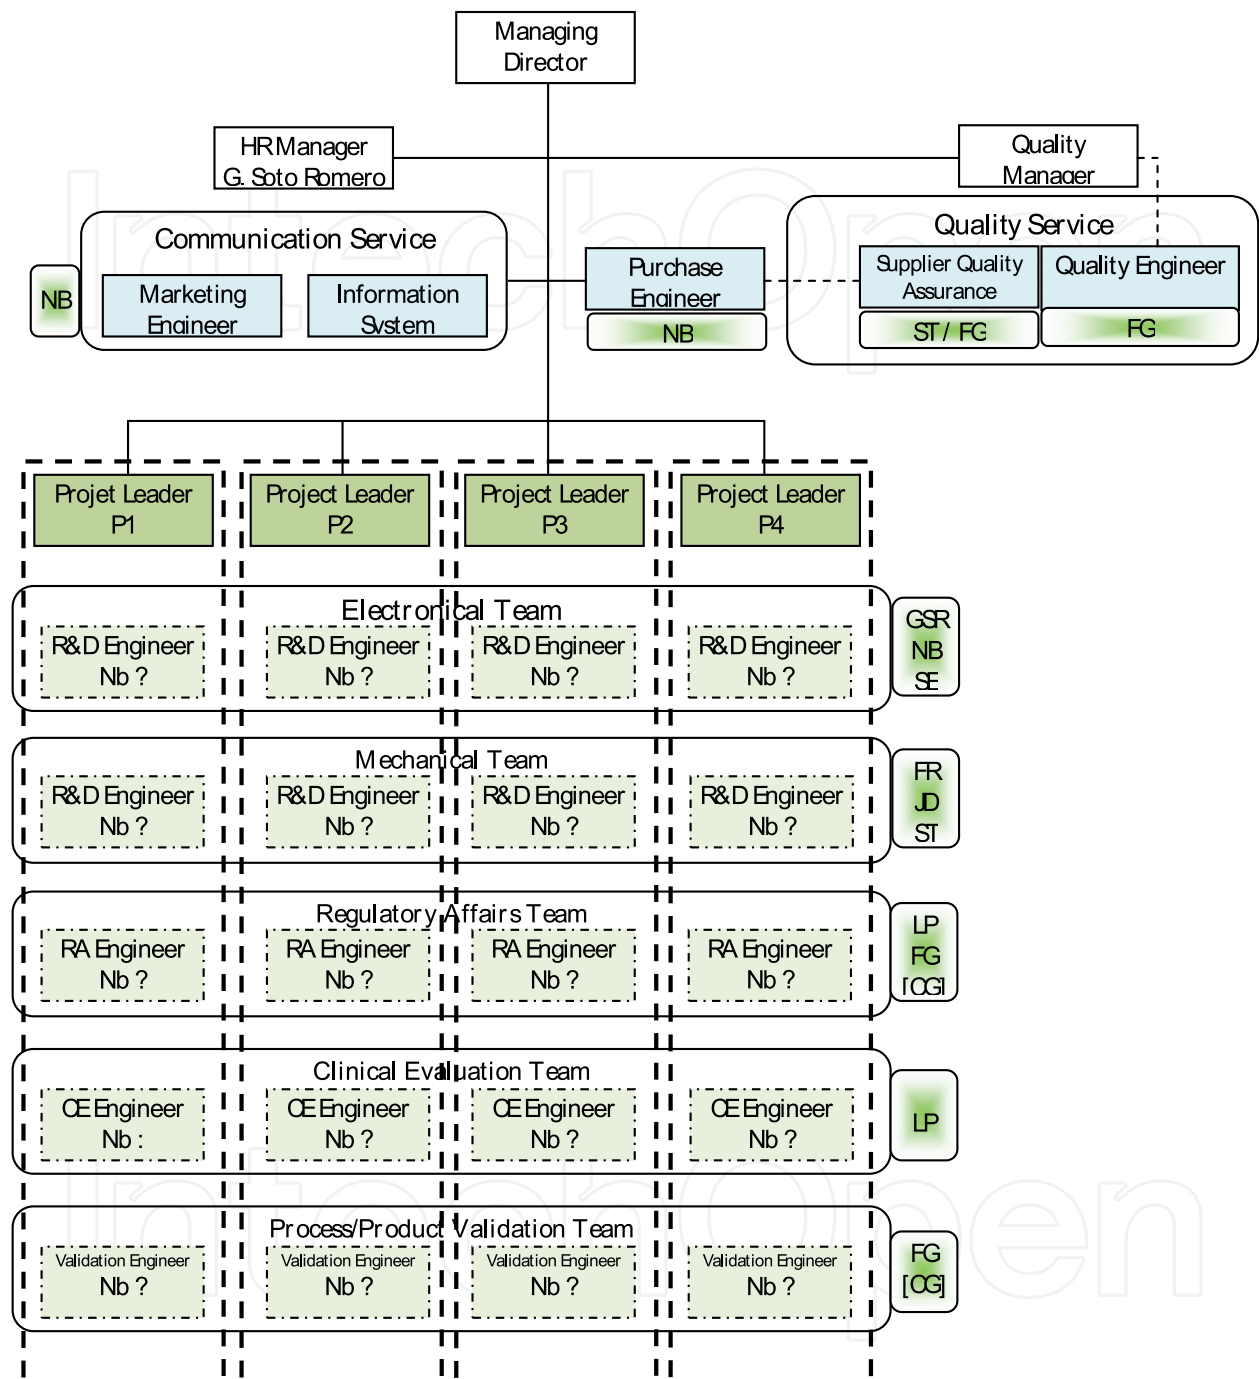 Managing
Director
HR Manager
G. Soto Romero
Quality
Manager
Communication Service
Quality Service
NB
Marketing
Engineer
Information
System
Purchase
Engineer
NB
Supplier Quality
Assurance
ST / FG
Quality Engineer
FG
Projet Leader
P1
Project Leader
P2
Project Leader
P3
Project Leader
P4
Electronical Team
R&D Engineer
Nb ?
R&D Engineer
Nb ?
R&D Engineer
Nb ?
R&D Engineer
Nb ?
GSR
NB
SE
Mechanical Team
R&D Engineer
Nb ?
R&D Engineer
Nb ?
R&D Engineer
Nb ?
R&D Engineer
Nb ?
FR
JD
ST
Regulatory Affairs Team
RA Engineer
Nb ?
RA Engineer
Nb ?
RA Engineer
Nb ?
RA Engineer
Nb ?
LP
FG
[CG]
Clinical Evaluation Team
CE Engineer
Nb :
CE Engineer
Nb ?
CE Engineer
Nb ?
CE Engineer
Nb ?
LP
Process/Product Validation Team
Validation Engineer
Nb ?
Validation Engineer
Nb ?
Validation Engineer
Nb ?
Validation Engineer
Nb ?
FG
[CG]
IntechOpen
IntechOpen